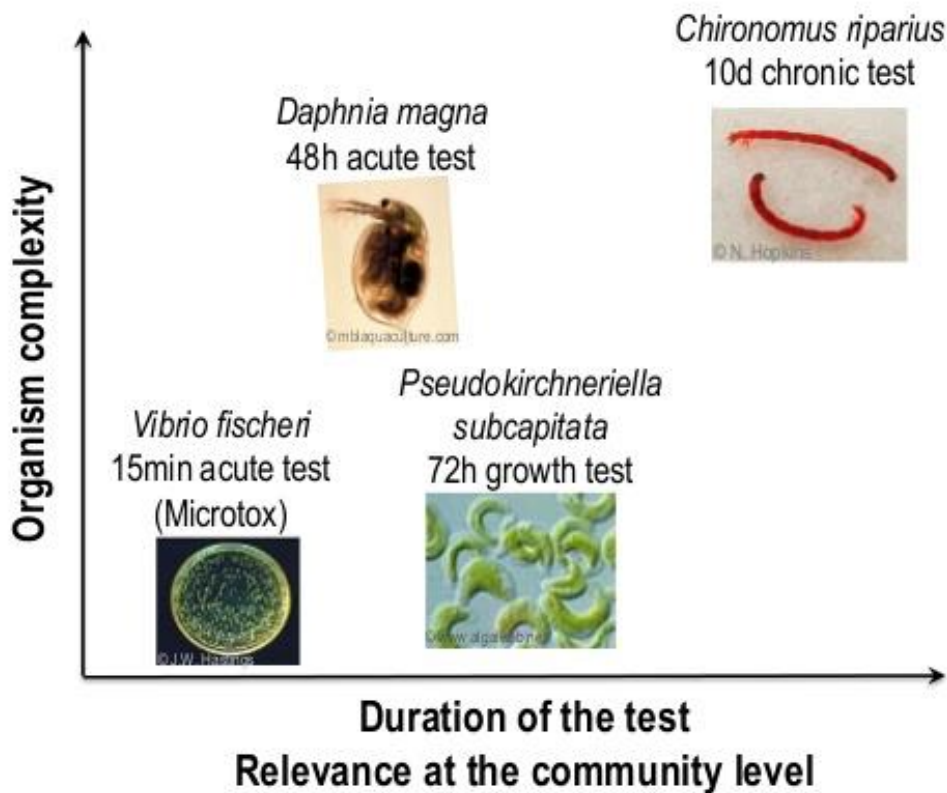 Chironomus riparius
10d chronic test
Daphnia magna
48h acute test
© N. Hopkins
©mblaquaculture.com
Organism complexity
Pseudokirchneriella
subcapitata
72h growth test
Vibrio fischeri
15min acute test
(Microtox)
© J.W. Hastings
Duration of the test
Relevance at the community level